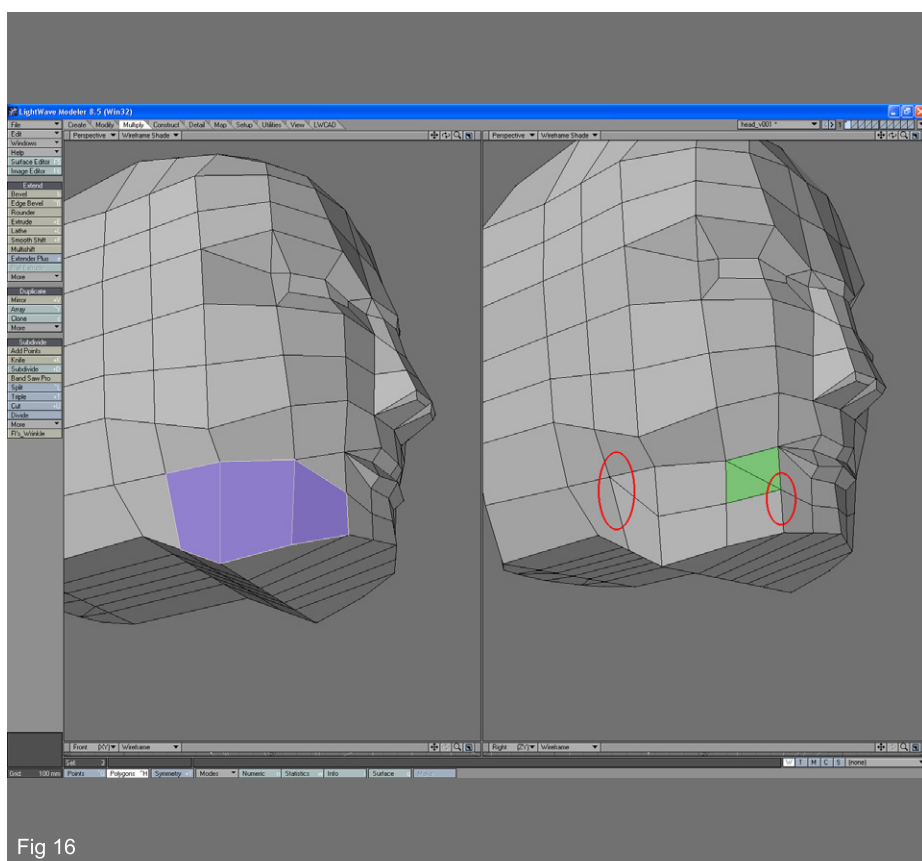 LightWave Modeler 8.5 (Win32)
File
Create Modify Multiply Construct Detail Map Setup Utilities View LWCAD
head_v001 *
1
Edit
Perspective Wireframe Shade
Perspective Wireframe Shade
Windows
Help
Surface Editor F5
Image Editor F6
Extend
Bevel
Edge Bevel
Rounder
Extrude
Lathe
Smooth Shift
Multishift
Extender Plus
More
Duplicate
Mirror
Array
Clone
More
Subdivide
Add Points
Knife
Subdivide
Band Saw Pro
Split
Triple
Cut
Divide
More
FI's_Wrinkle
Front (XY) Wireframe
Right (ZY) Wireframe
Sel: 3
W T M C S (none)
Grid: 100 mm Points Polygons ^H Symmetry Modes Numeric Statistics Info Surface
Fig 16